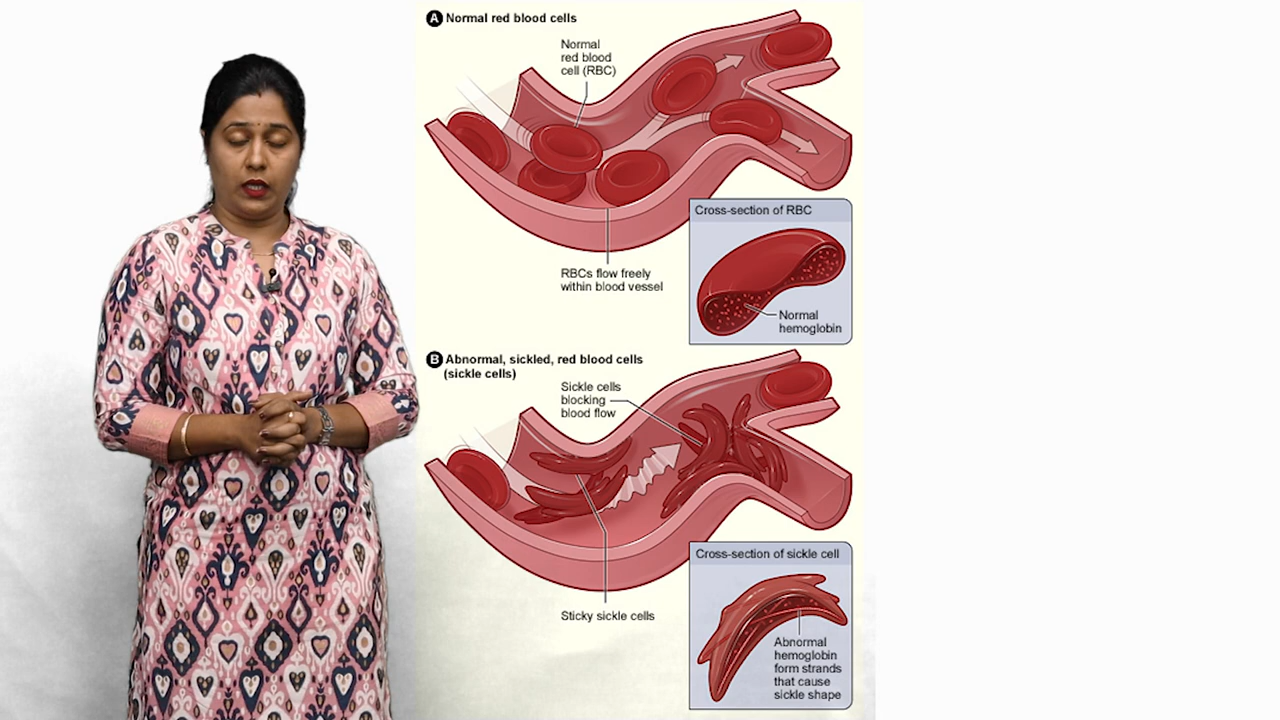 A Normal red blood cells
Normal
red blood
cell (RBC)
Cross-section of RBC
RBCs flow freely
within blood vessel
Normal
hemoglobin
B Abnormal, sickled, red blood cells
(sickle cells)
Sickle cells
blocking
blood flow
Cross-section of sickle cell
Sticky sickle cells
Abnormal
hemoglobin
form strands
that cause
sickle shape